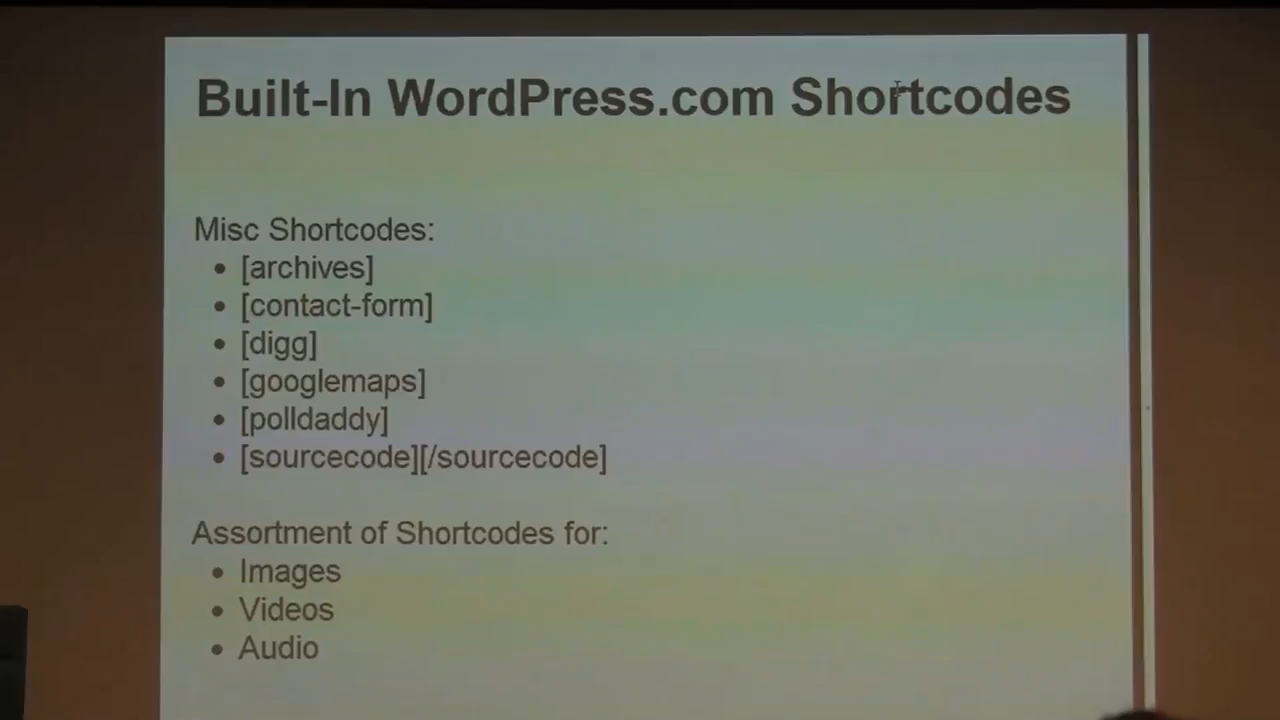 Built-In WordPress.com Shortcodes
Misc Shortcodes:
• [archives]
• [contact-form]
• [digg]
• [googlemaps]
• [polldaddy]
• [sourcecode][/sourcecode]
Assortment of Shortcodes for:
• Images
• Videos
• Audio